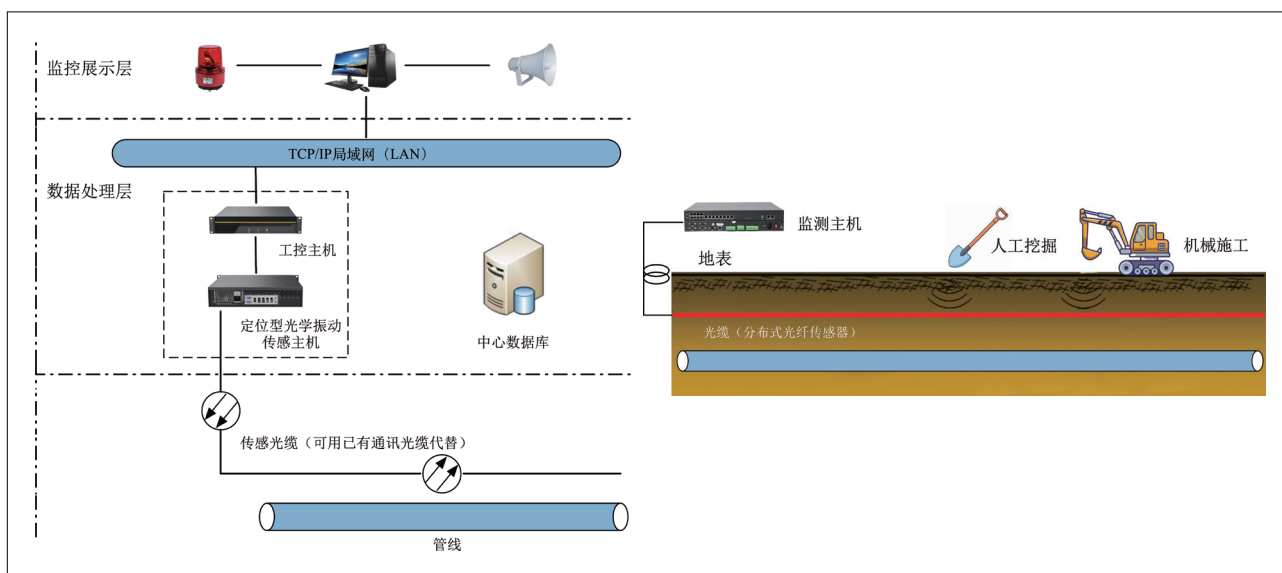 监控展示层
TCP/IP局域网（LAN）
数据处理层
工控主机
定位型光学振动
传感主机
中心数据库
传感光缆（可用已有通讯光缆代替）
管线
监测主机
地表
人工挖掘
机械施工
光缆（分布式光纤传感器）